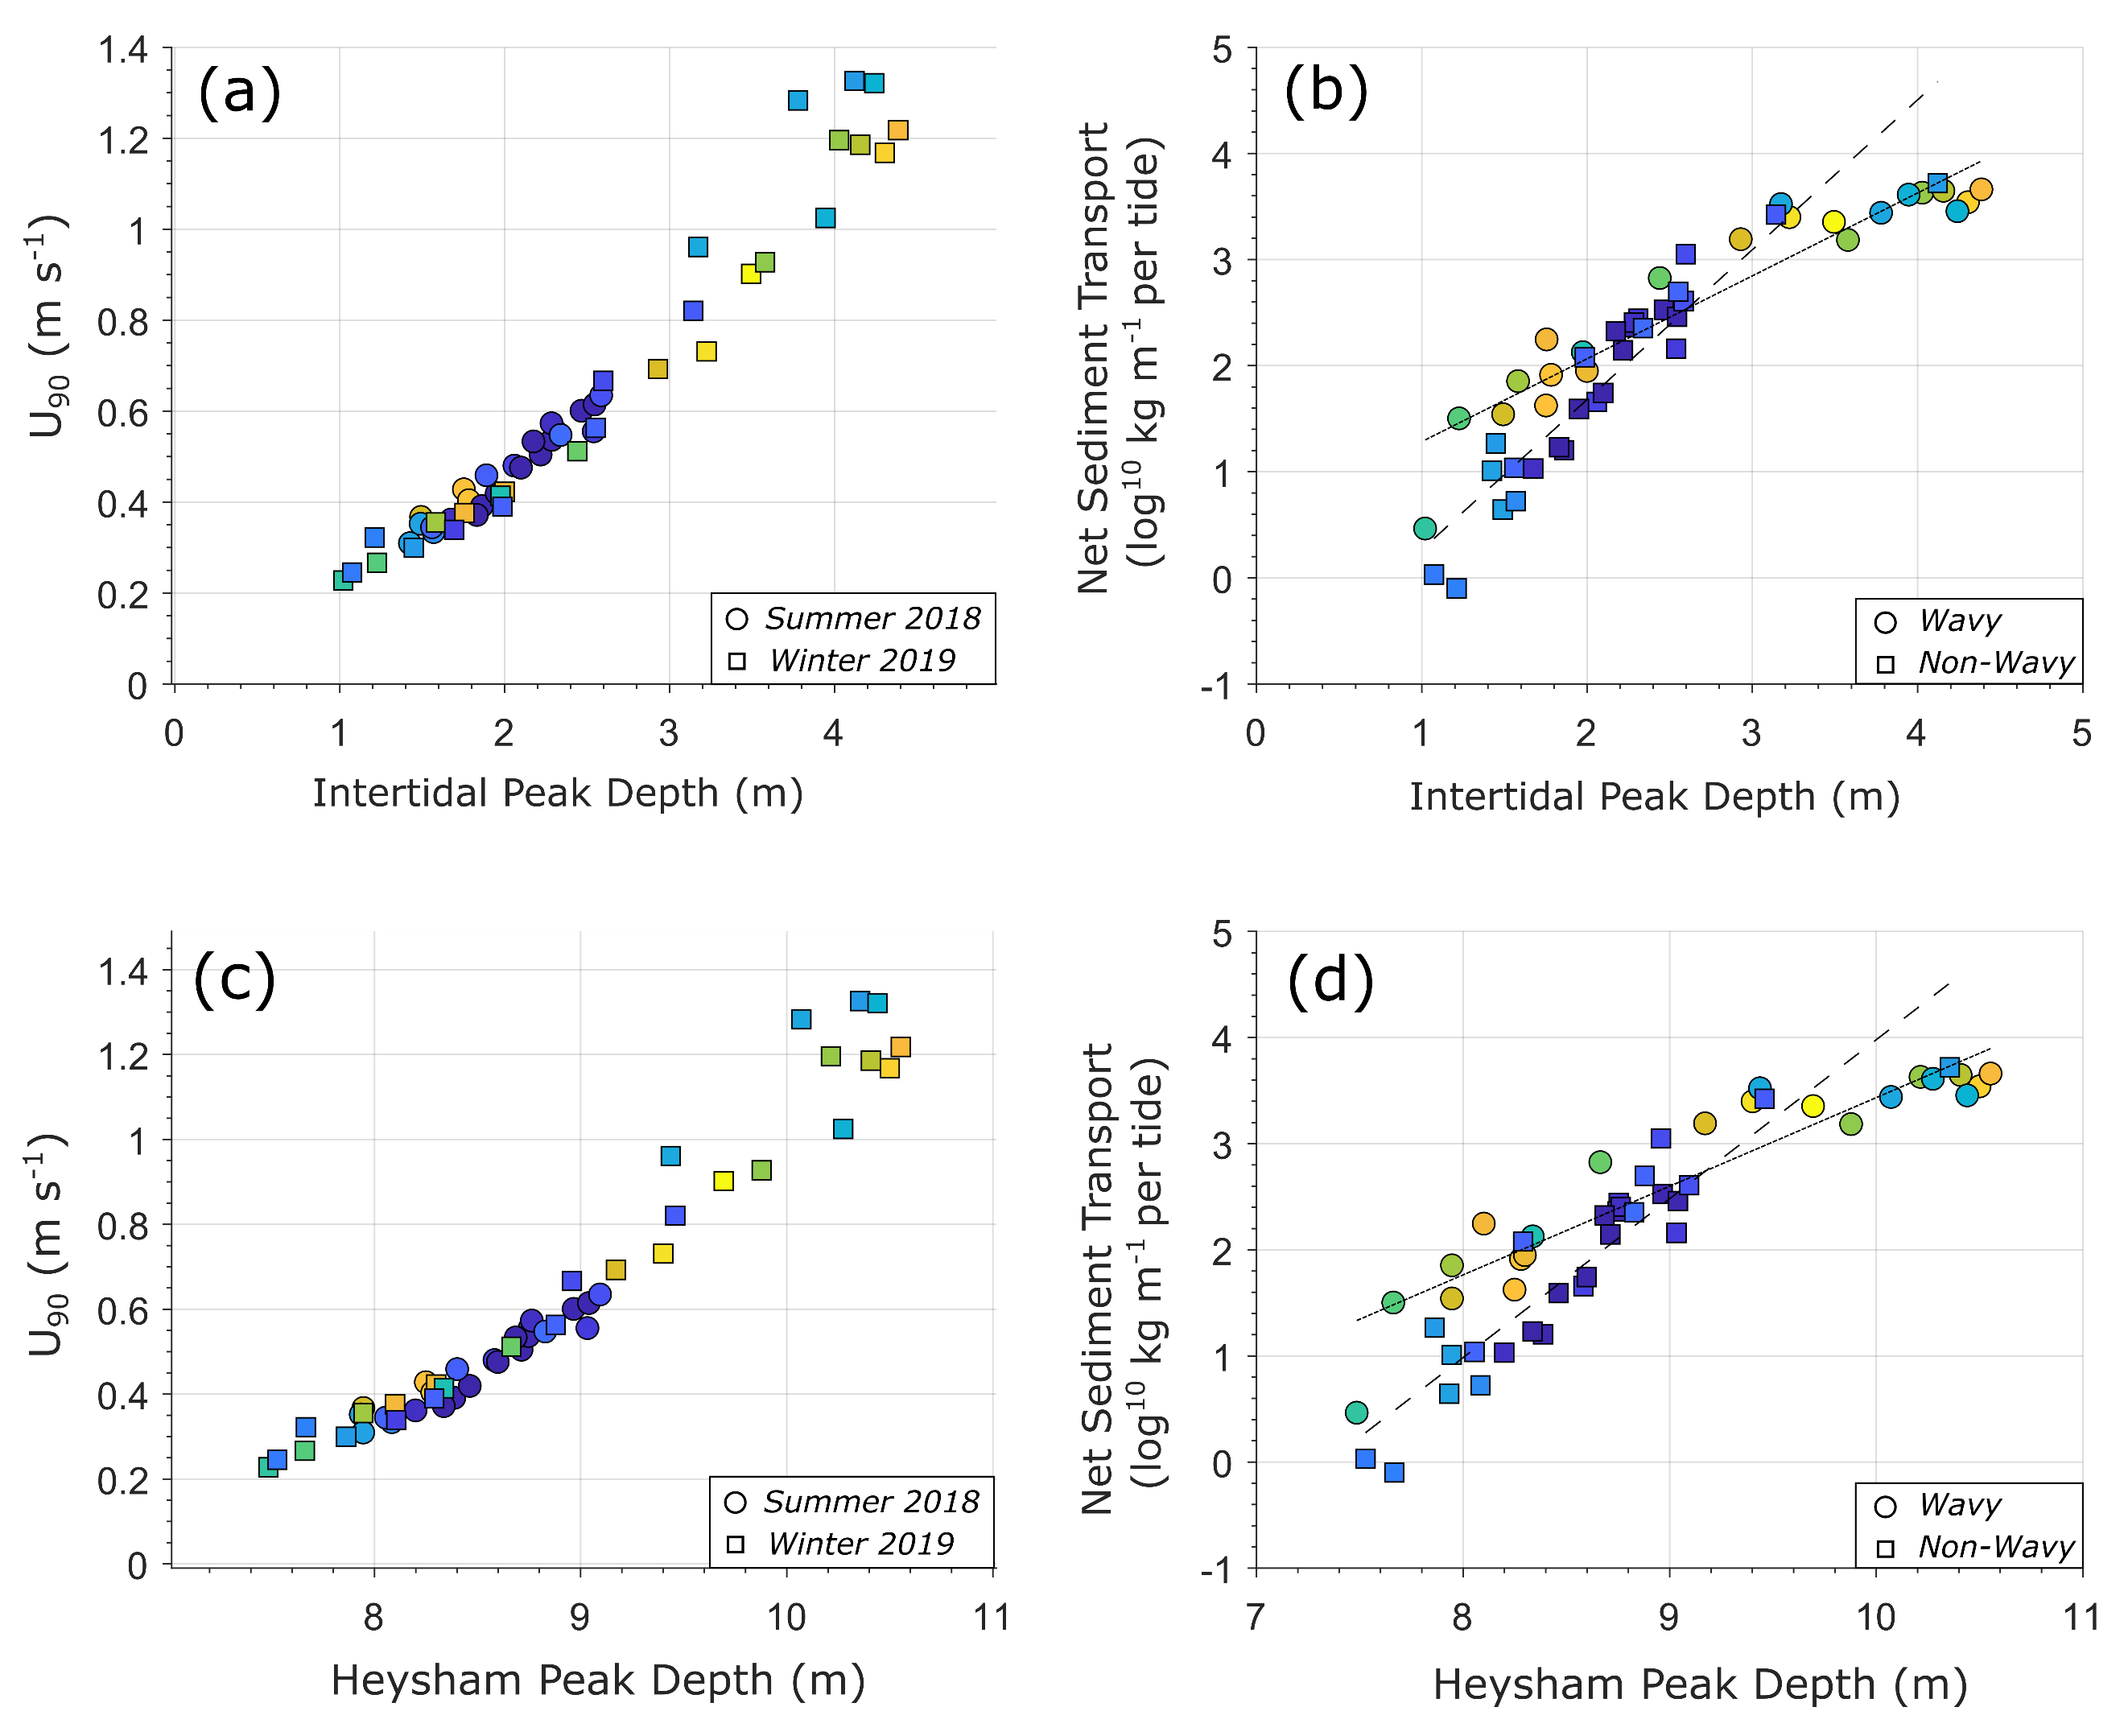 (a)
1.4
1.2
1
0.8
0.6
0.4
0.2
0
U90 (m s-1)
0 1 2 3 4
Intertidal Peak Depth (m)
Summer 2018
Winter 2019
(b)
5
4
3
2
1
0
-1
Net Sediment Transport
(log10 kg m-1 per tide)
0 1 2 3 4 5
Intertidal Peak Depth (m)
Wavy
Non-Wavy
(c)
1.4
1.2
1
0.8
0.6
0.4
0.2
0
U90 (m s-1)
8 9 10 11
Heysham Peak Depth (m)
Summer 2018
Winter 2019
(d)
5
4
3
2
1
0
-1
Net Sediment Transport
(log10 kg m-1 per tide)
7 8 9 10 11
Heysham Peak Depth (m)
Wavy
Non-Wavy